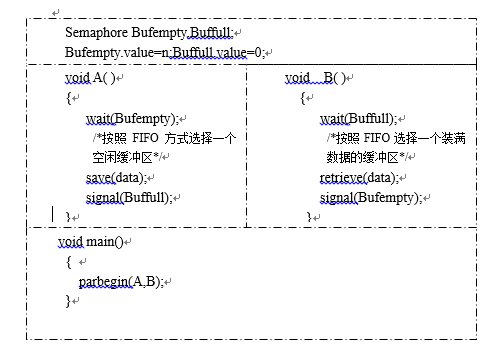 Semaphore Bufempty,Buffull;
Bufempty.value=n;Buffull.value=0;
void A( )
{
wait(Bufempty);
/*按照 FIFO 方式选择一个
空闲缓冲区*/
save(data);
signal(Buffull);
}
void B( )
{
wait(Buffull);
/*按照 FIFO 选择一个装满
数据的缓冲区*/
retrieve(data);
signal(Bufempty);
}
void main()
{
parbegin(A,B);
}